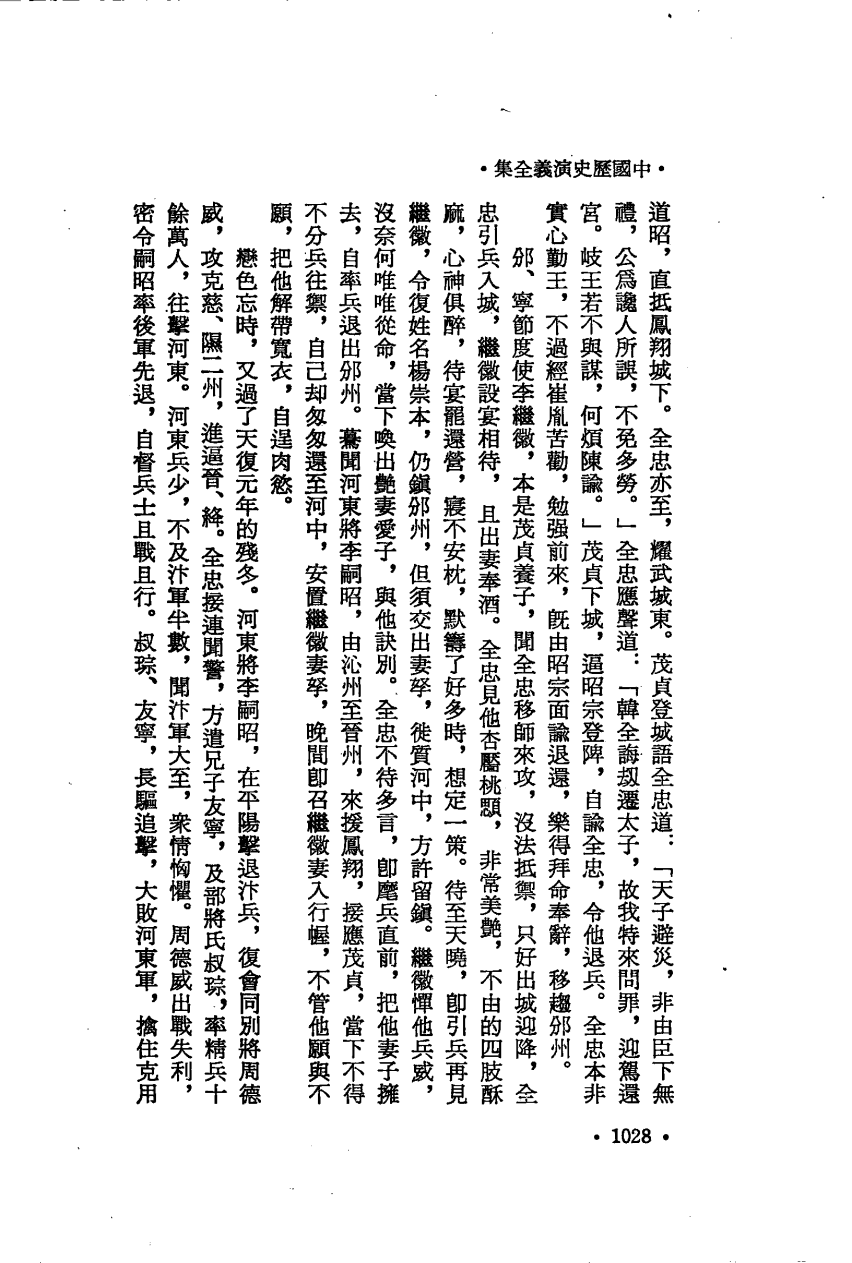 •中國歷史演義全集•
道昭，直抵鳳翔城下。全忠亦至，耀武城東。茂貞登城語全忠道：「天子避災，非由臣下無
禮，公爲讒人所誤，不免多勞。」全忠應聲道：「韓全誨刼遷太子，故我特來問罪，迎駕還
宮。岐王若不與謀，何煩陳諭。」茂貞下城，逼昭宗登陴，自諭全忠，令他退兵。全忠本非
實心勤王，不過經崔胤苦勸，勉强前來，旣由昭宗面諭退還，樂得拜命奉辭，移趨邠州。
邠、寧節度使李繼徽，本是茂貞養子，聞全忠移師來攻，沒法抵禦，只好出城迎降，全
忠引兵入城，繼徽設宴相待，且出妻奉酒。全忠見他杏靨桃顋，非常美艷，不由的四肢酥
麻，心神俱醉，待宴罷還營，寢不安枕，默籌了好多時，想定一策。待至天曉，卽引兵再見
繼徽，令復姓名楊崇本，仍鎭邠州，但須交出妻孥，徙質河中，方許留鎭。繼徽憚他兵威，
沒奈何唯唯從命，當下喚出艷妻愛子，與他訣別。全忠不待多言，卽麾兵直前，把他妻子擁
去，自率兵退出邠州。驀聞河東將李嗣昭，由沁州至晉州，來援鳳翔，接應茂貞，當下不得
不分兵往禦，自己却匆匆還至河中，安置繼徽妻孥，晚間卽召繼徽妻入行幄，不管他願與不
願，把他解帶寬衣，自逞肉慾。
戀色忘時，又過了天復元年的殘冬。河東將李嗣昭，在平陽擊退汴兵，復會同別將周德
威，攻克慈、隰二州，進逼晉、絳。全忠接連聞警，方遣兄子友寧，及部將氏叔琮，率精兵十
餘萬人，往擊河東。河東兵少，不及汴軍半數，聞汴軍大至，衆情恟懼。周德威出戰失利，
密令嗣昭率後軍先退，自督兵士且戰且行。叔琮、友寧，長驅追擊，大敗河東軍，擒住克用
•1028•